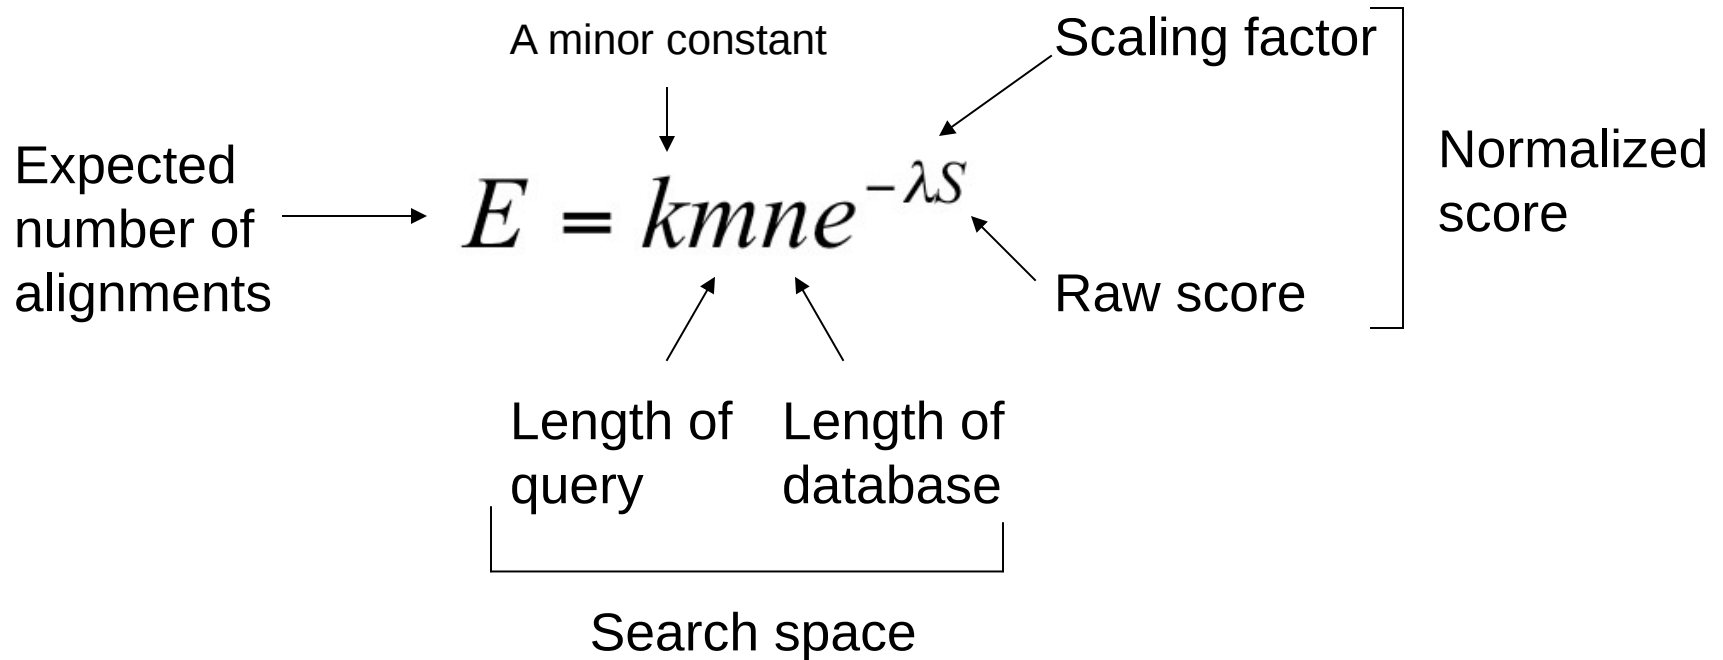 A minor constant
Scaling factor
Expected
number of
alignments
E = kmne^{-λS}
Normalized
score
Raw score
Length of
query
Length of
database
Search space